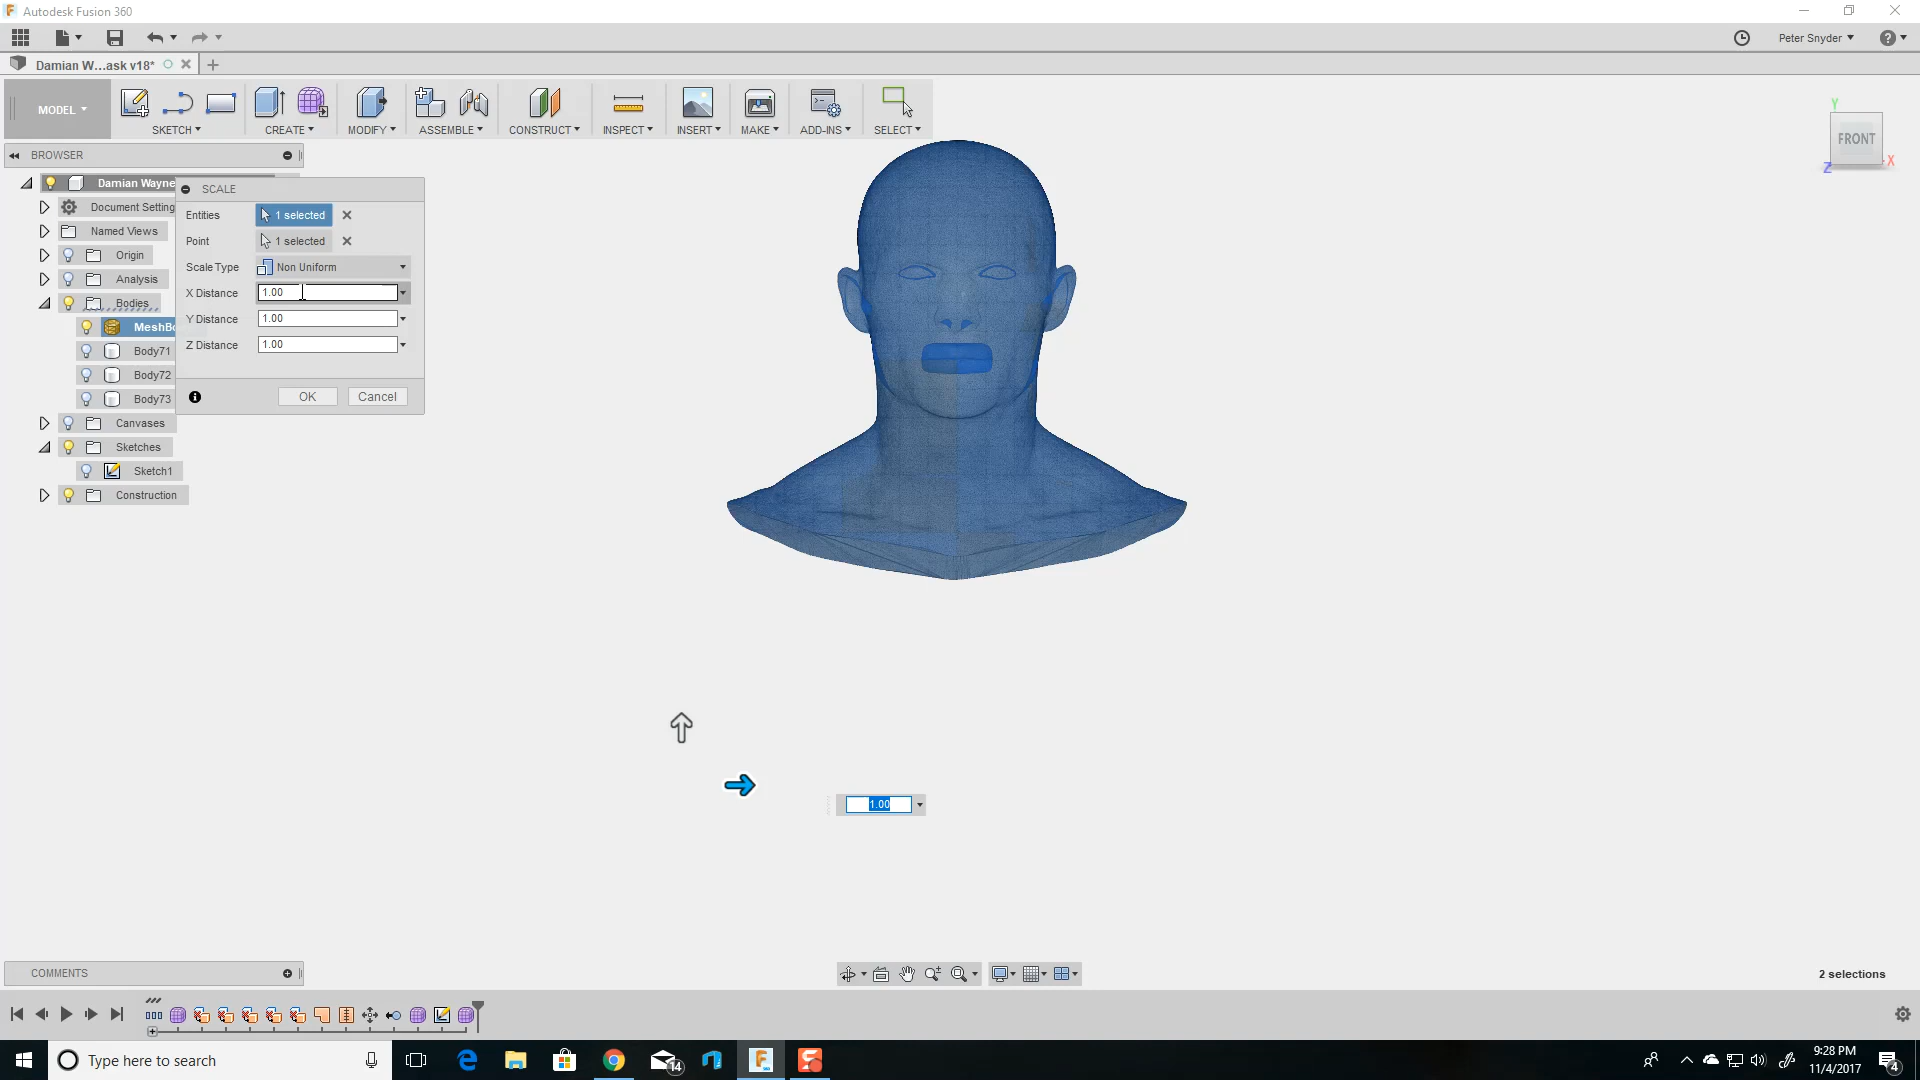 Autodesk Fusion 360
Peter Snyder
Damian W...ask v18*
MODEL
SKETCH
CREATE
MODIFY
ASSEMBLE
CONSTRUCT
INSPECT
INSERT
MAKE
ADD-INS
SELECT
Y
FRONT
X
Z
BROWSER
Damian Wayne
Document Setting
Named Views
Origin
Analysis
Bodies
MeshBo
Body71
Body72
Body73
Canvases
Sketches
Sketch1
Construction
SCALE
Entities 1 selected
Point 1 selected
Scale Type Non Uniform
X Distance 1.00
Y Distance 1.00
Z Distance 1.00
OK Cancel
1.00
COMMENTS
2 selections
Type here to search
14
9:28 PM
11/4/2017
4